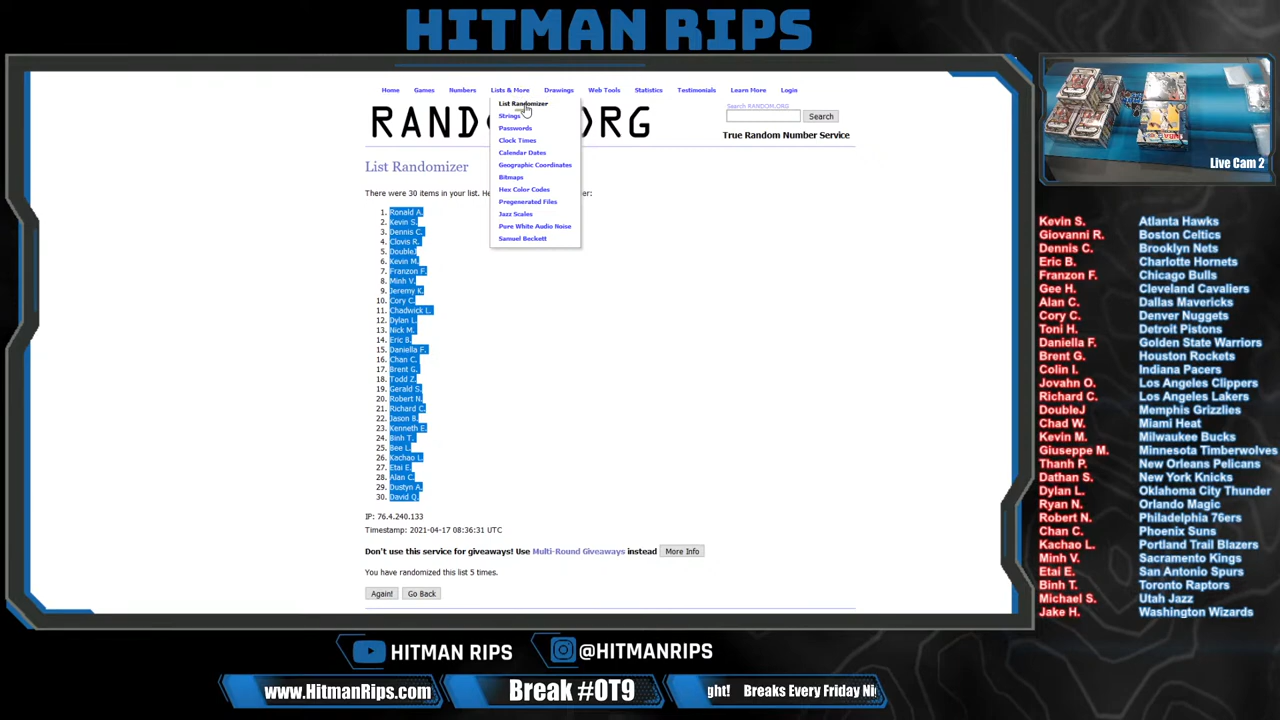 HITMAN RIPS
Home Games Numbers Lists & More Drawings Web Tools Statistics Testimonials Learn More Login
List Randomizer
Strings
Passwords
Clock Times
Calendar Dates
Geographic Coordinates
Bitmaps
Hex Color Codes
Pregenerated Files
Jazz Scales
Pure White Audio Noise
Samuel Beckett
Search RANDOM.ORG
Search
True Random Number Service
List Randomizer
There were 30 items in your list.
1. Ronald A.
2. Kevin S.
3. Dennis C.
4. Clovis R.
5. DoubleJ
6. Kevin M.
7. Franzon F.
8. Minh V.
9. Jeremy K.
10. Cory C.
11. Chadwick L.
12. Dylan L.
13. Nick M.
14. Eric B.
15. Daniella F.
16. Chan C.
17. Brent G.
18. Todd Z.
19. Gerald S.
20. Robert N.
21. Richard C.
22. Jason B.
23. Kenneth E.
24. Binh T.
25. Bee L.
26. Kachao L.
27. Etai E.
28. Alan C.
29. Dustyn A.
30. David Q.
IP: 76.4.240.133
Timestamp: 2021-04-17 08:36:31 UTC
Don't use this service for giveaways! Use Multi-Round Giveaways instead More Info
You have randomized this list 5 times.
Again! Go Back
Live Cam 2
Kevin S. Atlanta Hawks
Giovanni R. Boston Celtics
Dennis C. Brooklyn Nets
Eric B. Charlotte Hornets
Franzon F. Chicago Bulls
Gee H. Cleveland Cavaliers
Alan C. Dallas Mavericks
Cory C. Denver Nuggets
Toni H. Detroit Pistons
Daniella F. Golden State Warriors
Brent G. Houston Rockets
Colin I. Indiana Pacers
Jovahn O. Los Angeles Clippers
Richard C. Los Angeles Lakers
DoubleJ Memphis Grizzlies
Chad W. Miami Heat
Kevin M. Milwaukee Bucks
Giuseppe M. Minnesota Timberwolves
Thanh P. New Orleans Pelicans
Dathan S. New York Knicks
Dylan L. Oklahoma City Thunder
Ryan N. Orlando Magic
Robert N. Philadelphia 76ers
Chan C. Phoenix Suns
Kachao L. Portland Trail Blazers
Minh V. Sacramento Kings
Etai E. San Antonio Spurs
Binh T. Toronto Raptors
Michael S. Utah Jazz
Jake H. Washington Wizards
HITMAN RIPS @HITMANRIPS
www.HitmanRips.com Break #OT9 ght! Breaks Every Friday Ni